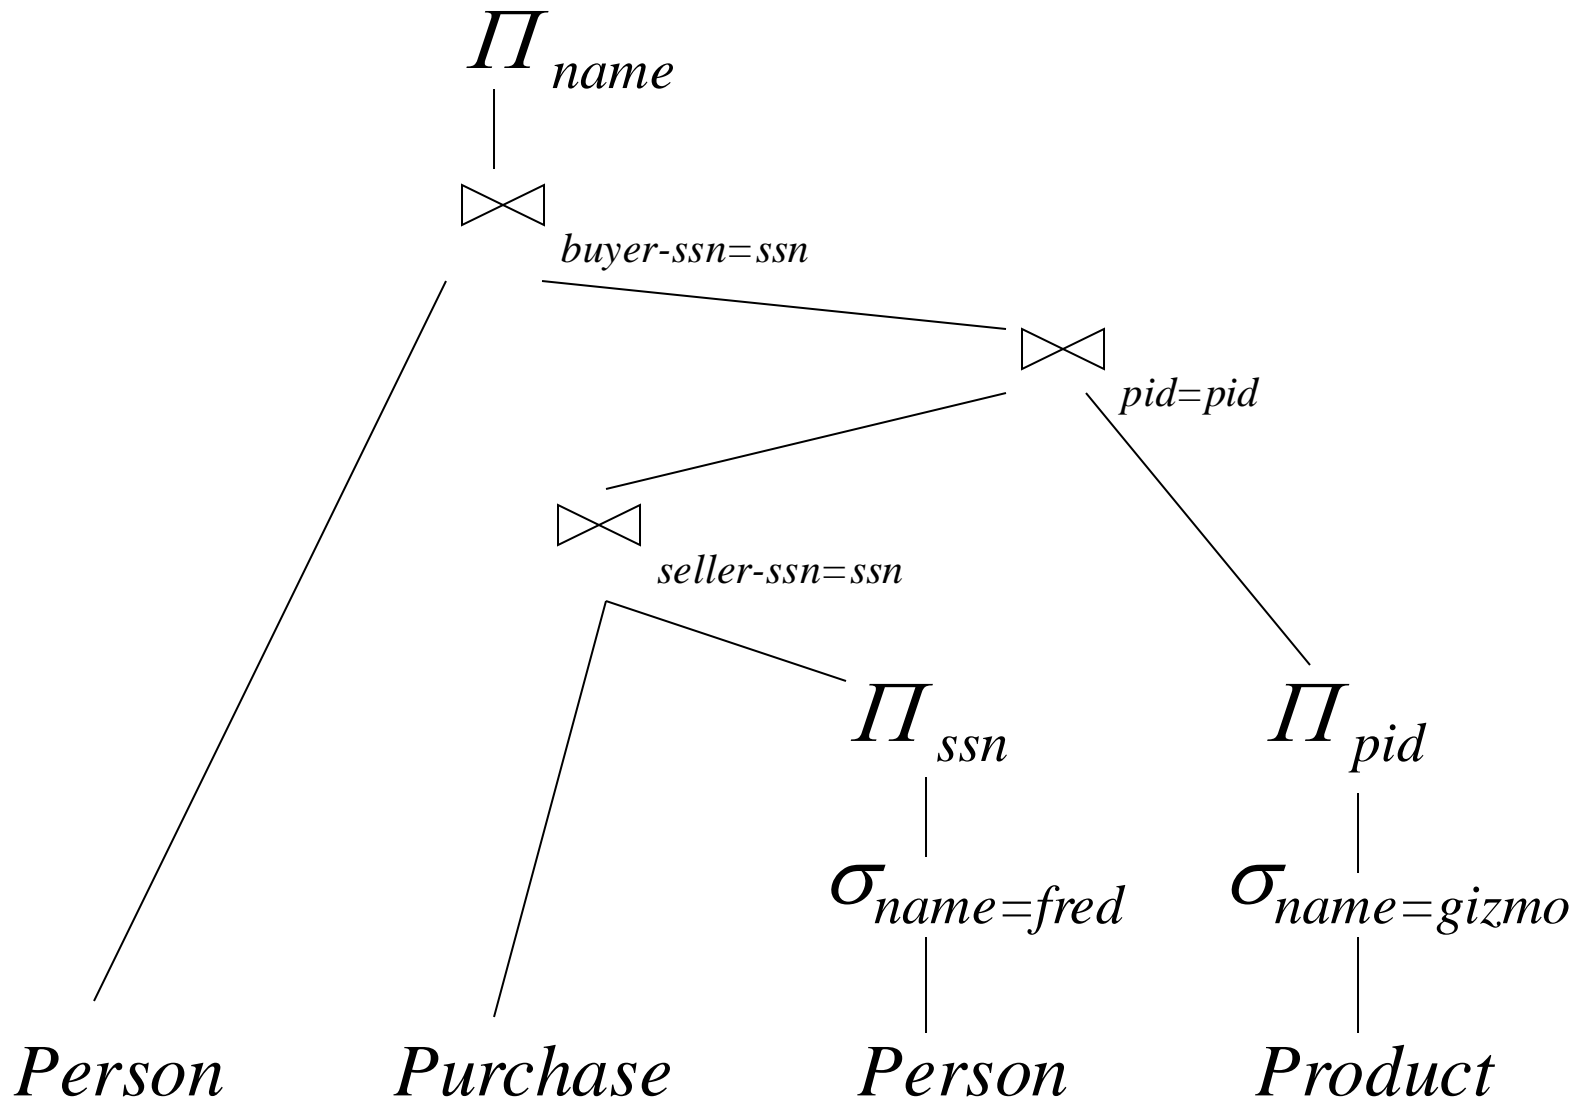 Π name
⋈ buyer-ssn=ssn
⋈ pid=pid
⋈ seller-ssn=ssn
Π ssn Π pid
σ name=fred σ name=gizmo
Person Purchase Person Product